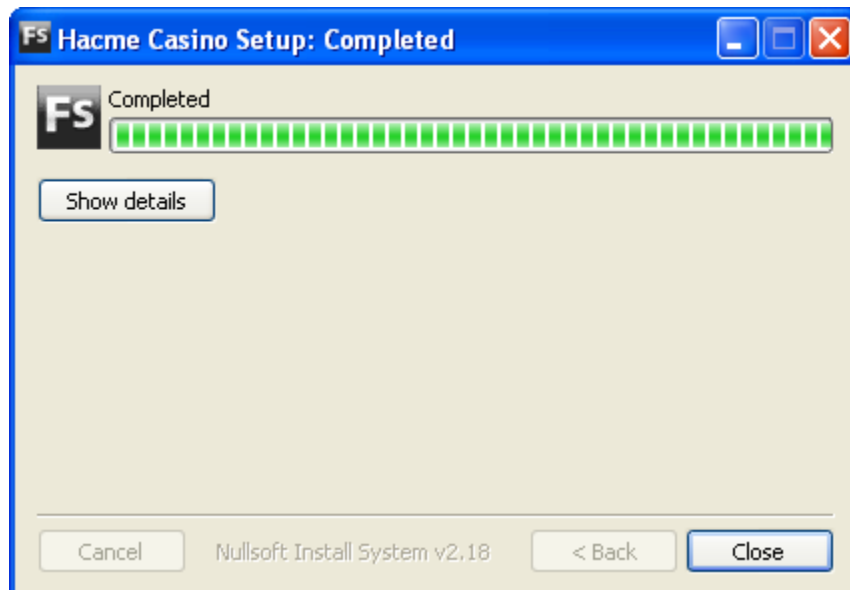 FS Hacme Casino Setup: Completed
FS Completed
Show details
Cancel Nullsoft Install System v2.18 < Back Close